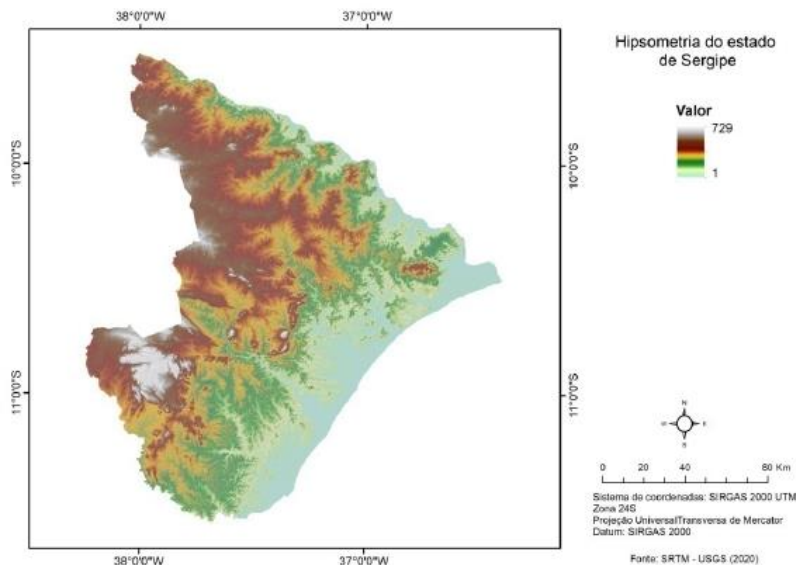 38°0'0"W
37°0'0"W
Hipsometria do estado
de Sergipe
Valor
729
1
10°0'0"S
10°0'0"S
11°0'0"S
11°0'0"S
N
W
E
S
0 20 40 80 Km
Sistema de coordenadas: SIRGAS 2000 UTM
Zona 24S
Projeção UniversalTransversa de Mercator
Datum: SIRGAS 2000
Fonte: SRTM - USGS (2020)
38°0'0"W
37°0'0"W